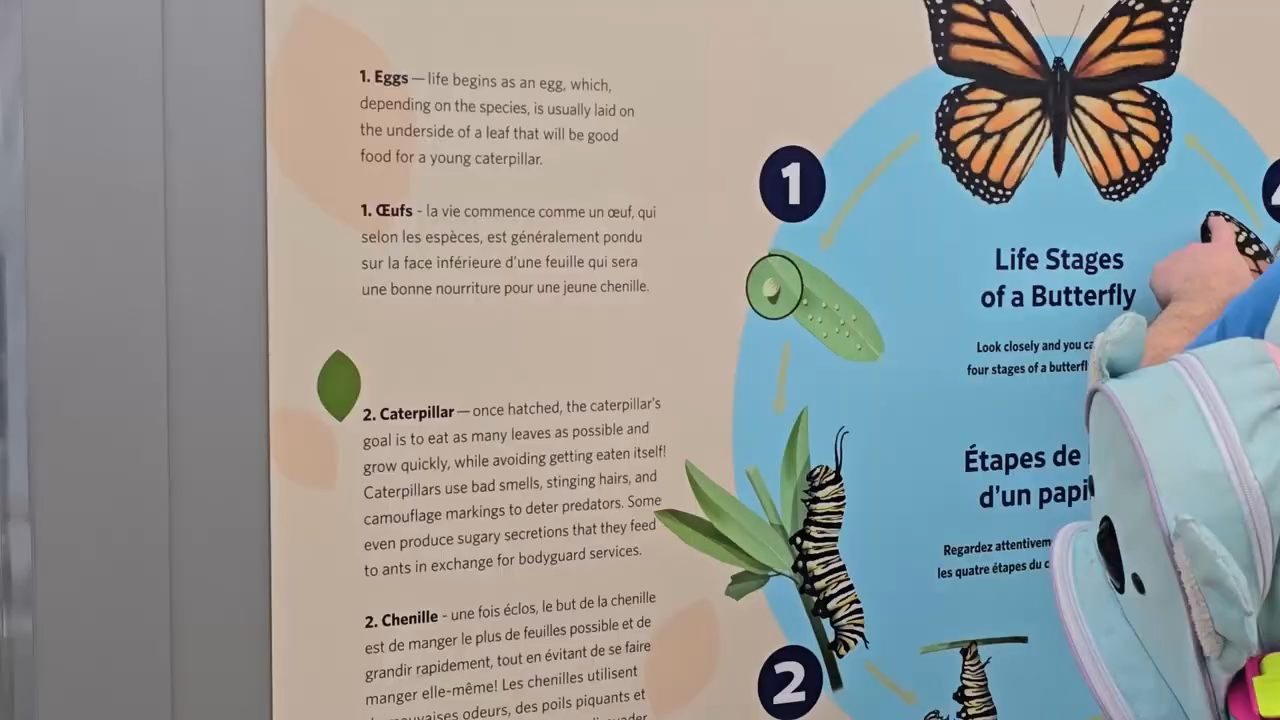 1. Eggs — life begins as an egg, which,
depending on the species, is usually laid on
the underside of a leaf that will be good
food for a young caterpillar.
1. Œufs - la vie commence comme un œuf, qui
selon les espèces, est généralement pondu
sur la face inférieure d'une feuille qui sera
une bonne nourriture pour une jeune chenille.
2. Caterpillar — once hatched, the caterpillar's
goal is to eat as many leaves as possible and
grow quickly, while avoiding getting eaten itself!
Caterpillars use bad smells, stinging hairs, and
camouflage markings to deter predators. Some
even produce sugary secretions that they feed
to ants in exchange for bodyguard services.
2. Chenille - une fois éclos, le but de la chenille
est de manger le plus de feuilles possible et de
grandir rapidement, tout en évitant de se faire
manger elle-même! Les chenilles utilisent
odeurs, des poils piquants et
1
2
Life Stages
of a Butterfly
Look closely and you
four stages of a
Étapes de
d'un
Regardez
les quatre étapes du